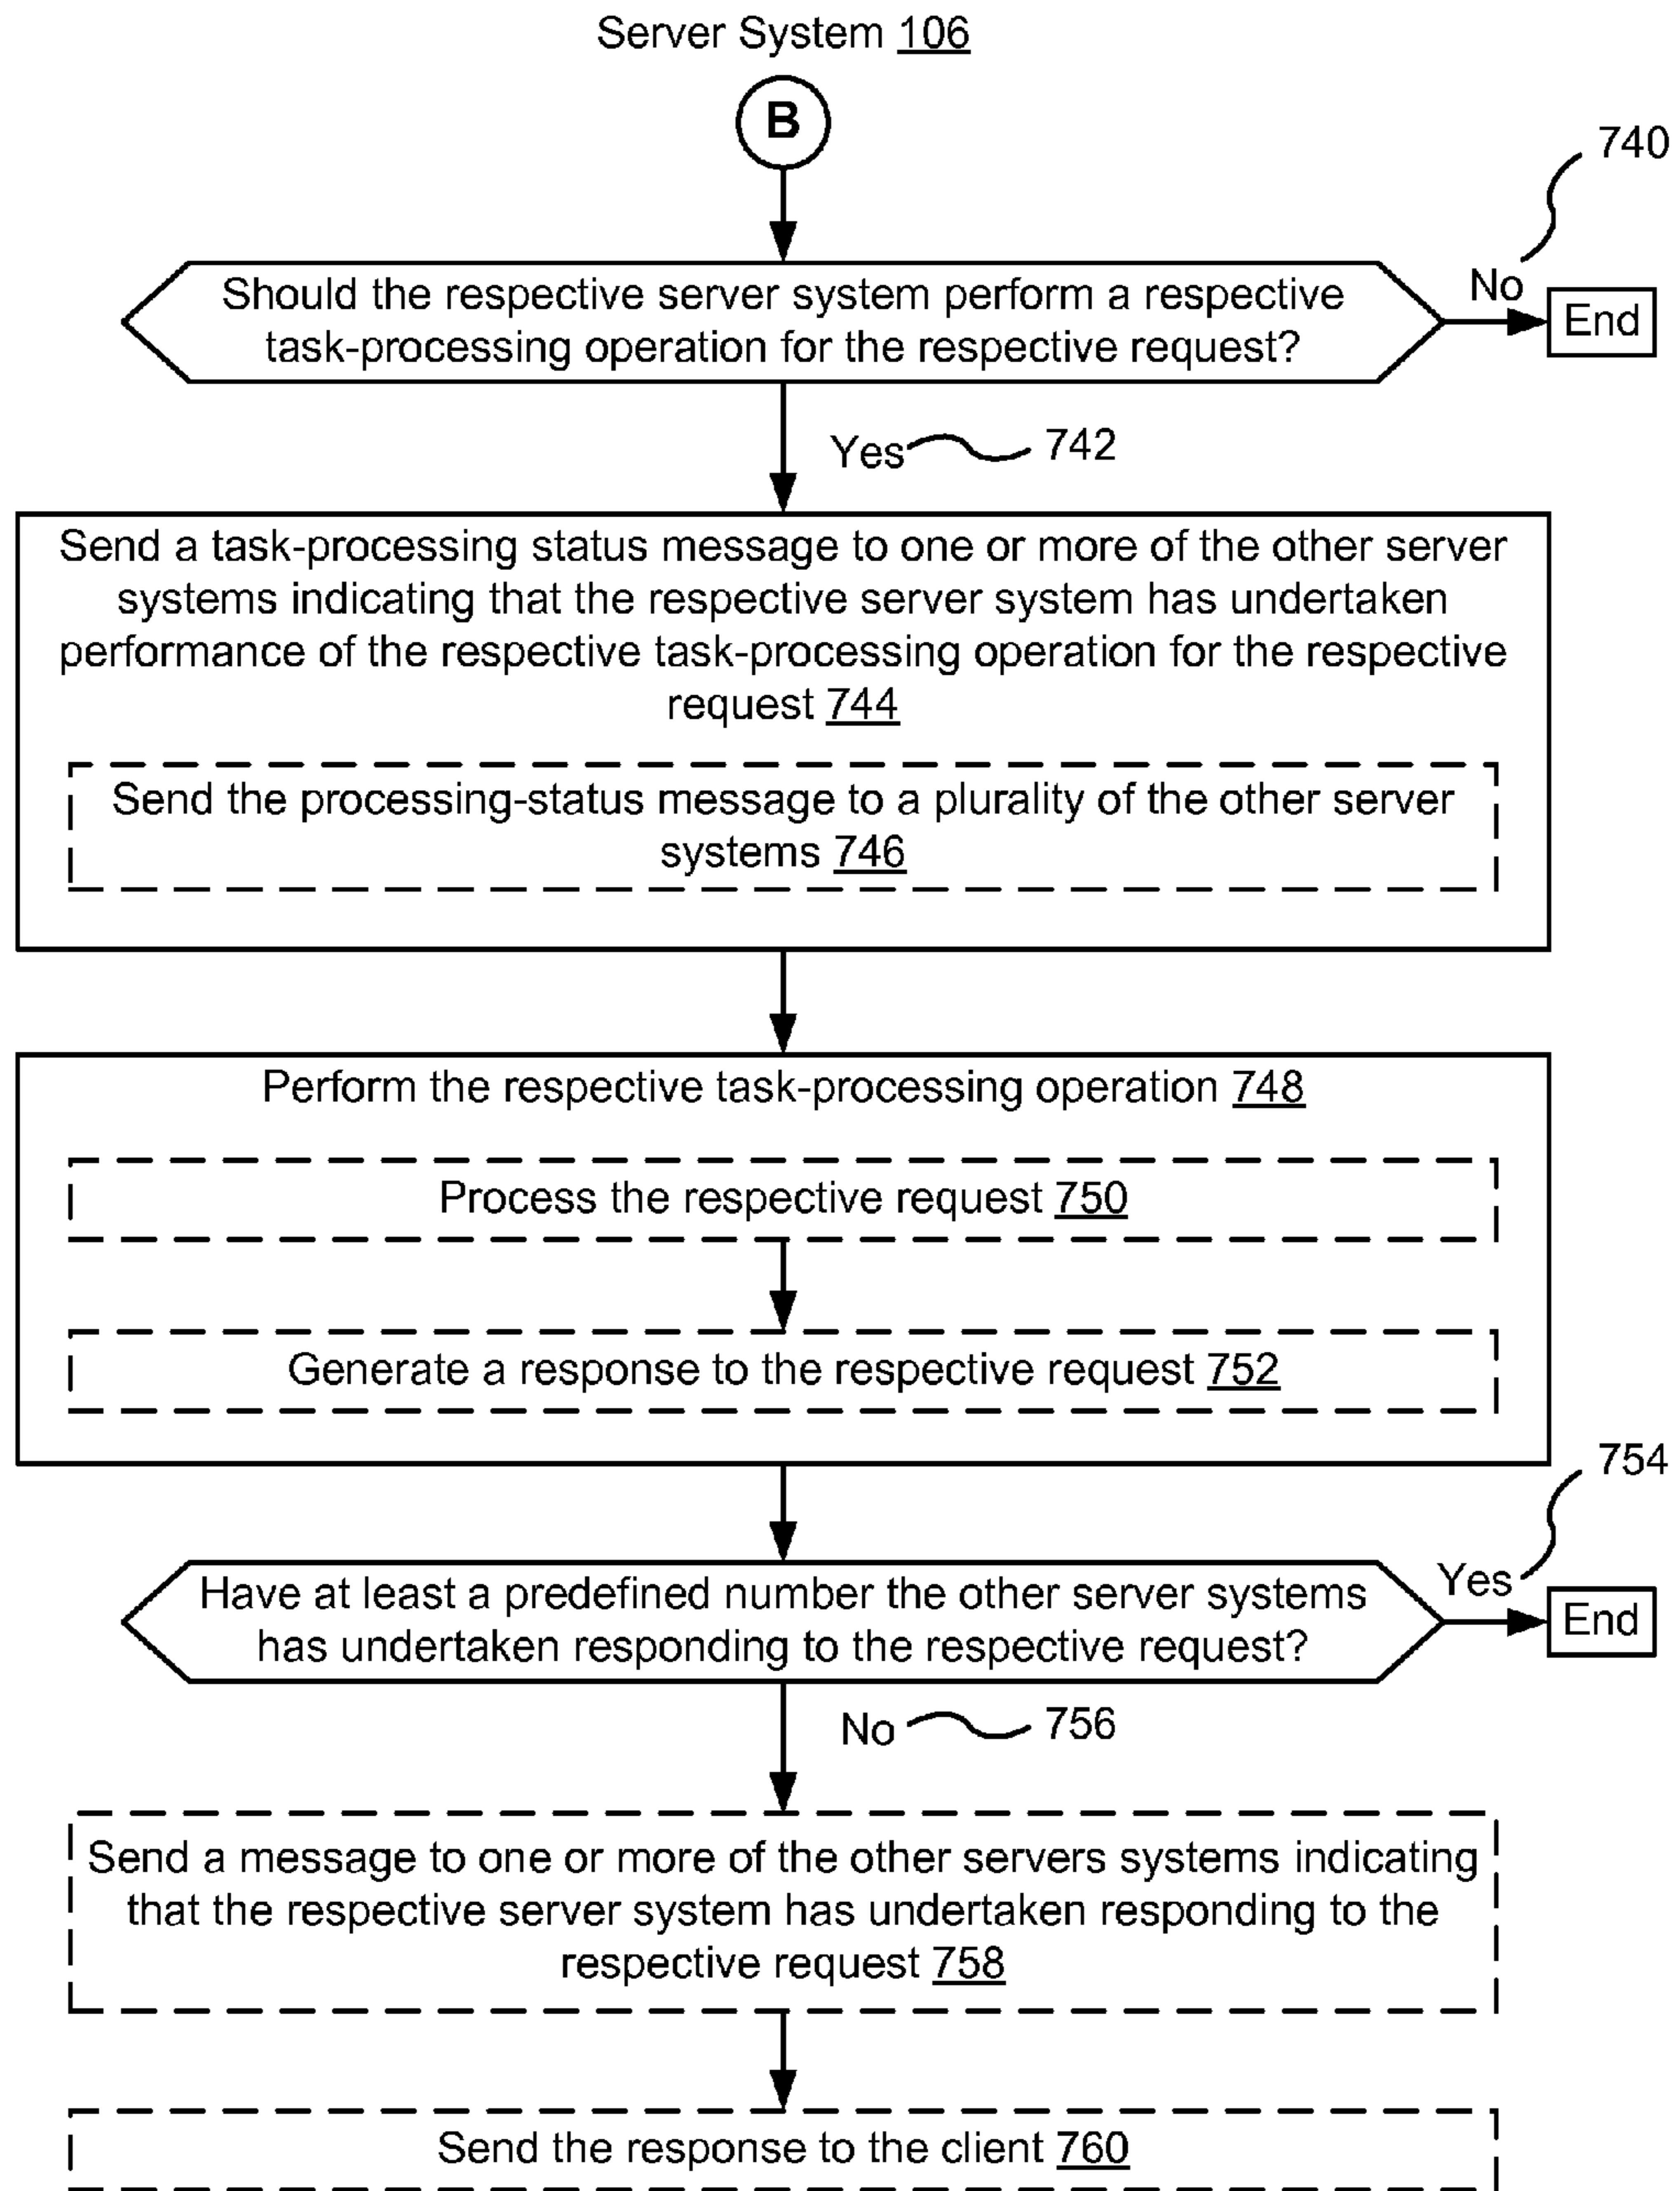 Server System 106
B
740
Should the respective server system perform a respective
task-processing operation for the respective request?
No
End
Yes
742
Send a task-processing status message to one or more of the other server
systems indicating that the respective server system has undertaken
performance of the respective task-processing operation for the respective
request 744
Send the processing-status message to a plurality of the other server
systems 746
Perform the respective task-processing operation 748
Process the respective request 750
Generate a response to the respective request 752
754
Have at least a predefined number the other server systems
has undertaken responding to the respective request?
Yes
End
No
756
Send a message to one or more of the other servers systems indicating
that the respective server system has undertaken responding to the
respective request 758
Send the response to the client 760